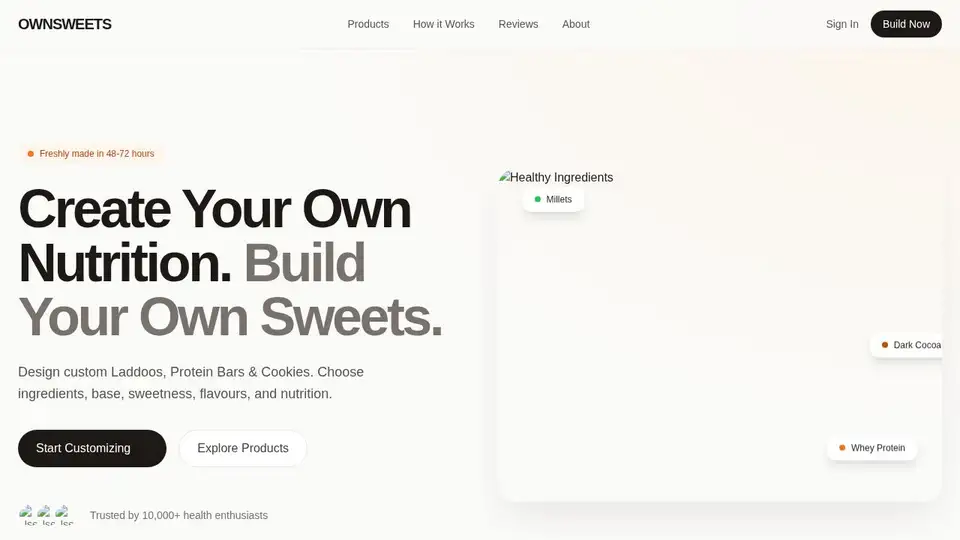 OWNSWEETS
Products
How it Works
Reviews
About
Sign In
Build Now
Freshly made in 48-72 hours
Create Your Own
Nutrition. Build
Your Own Sweets.
Design custom Laddoos, Protein Bars & Cookies. Choose
ingredients, base, sweetness, flavours, and nutrition.
Start Customizing
Explore Products
Trusted by 10,000+ health enthusiasts
Healthy Ingredients
Millets
Dark Cocoa
Whey Protein